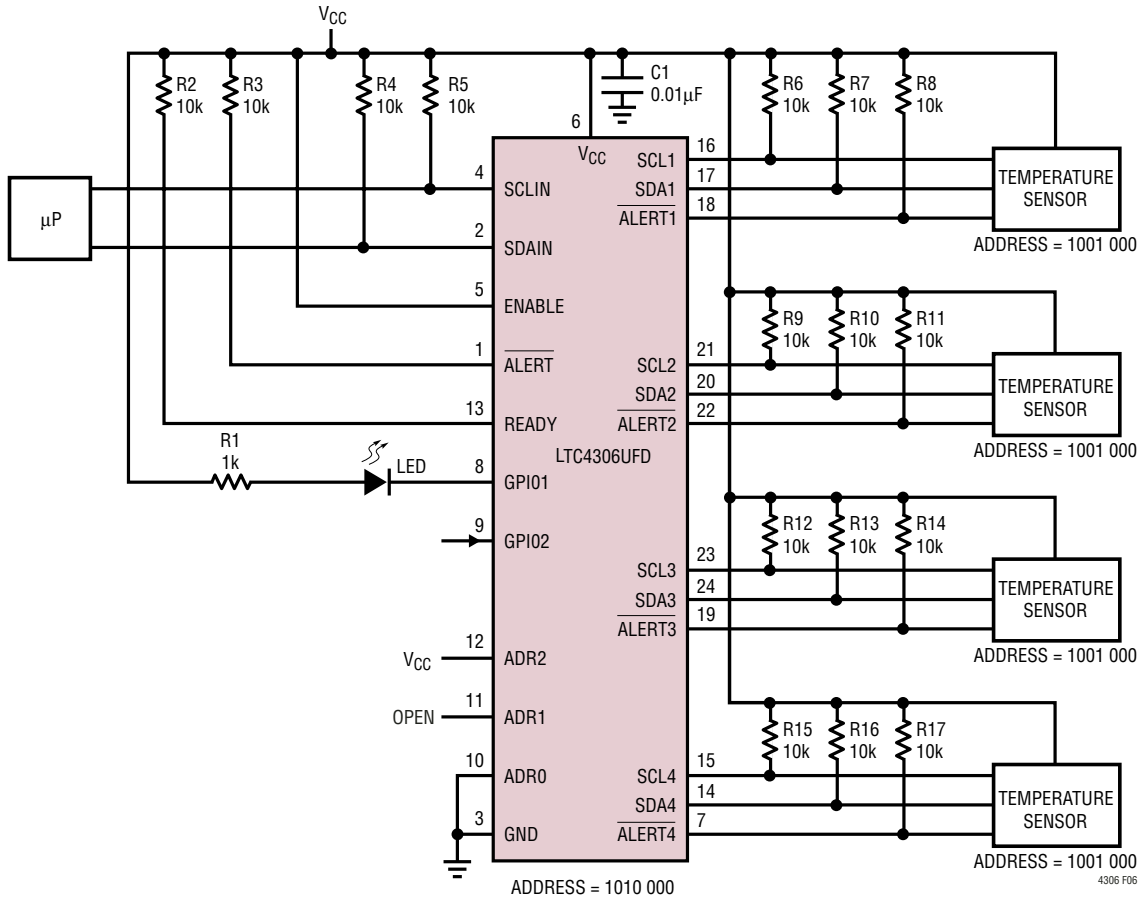 VCC
R2
10k
R3
10k
R4
10k
R5
10k
C1
0.01µF
R6
10k
R7
10k
R8
10k
µP
4
SCLIN
2
SDAIN
5
ENABLE
1
ALERT
13
READY
R1
1k
LED
8
GPIO1
9
GPIO2
VCC
12
ADR2
OPEN
11
ADR1
10
ADR0
3
GND
6
VCC
LTC4306UFD
SCL1
16
SDA1
17
ALERT1
18
TEMPERATURE
SENSOR
ADDRESS = 1001 000
R9
10k
R10
10k
R11
10k
SCL2
21
SDA2
20
ALERT2
22
TEMPERATURE
SENSOR
ADDRESS = 1001 000
R12
10k
R13
10k
R14
10k
SCL3
23
SDA3
24
ALERT3
19
TEMPERATURE
SENSOR
ADDRESS = 1001 000
R15
10k
R16
10k
R17
10k
SCL4
15
SDA4
14
ALERT4
7
TEMPERATURE
SENSOR
ADDRESS = 1001 000
4306 F06
ADDRESS = 1010 000